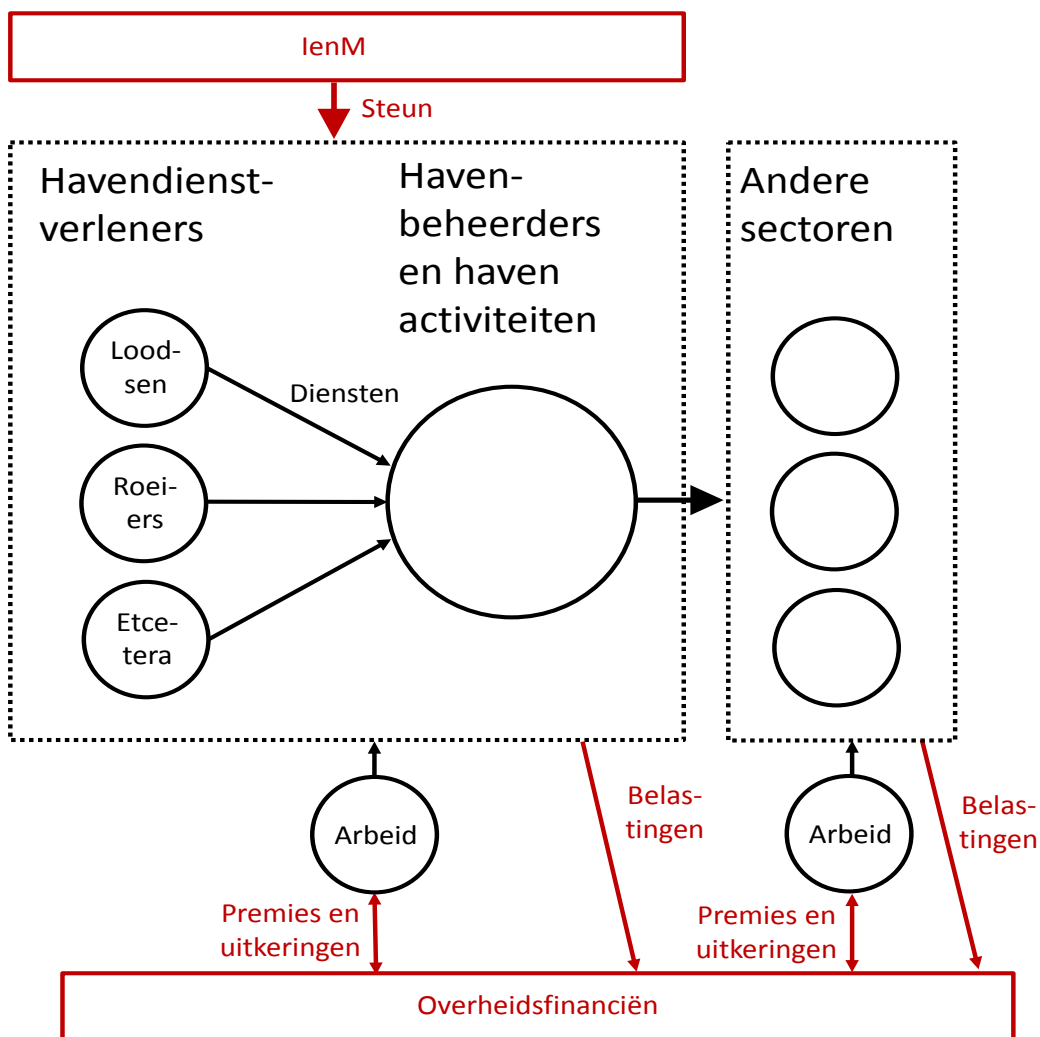 IenM
Steun
Havendienst-
verleners
Haven-
beheerders
en haven
activiteiten
Andere
sectoren
Lood-
sen
Diensten
Roei-
ers
Etce-
tera
Arbeid
Belas-
tingen
Arbeid
Belas-
tingen
Premies en
uitkeringen
Premies en
uitkeringen
Overheidsfinanciën